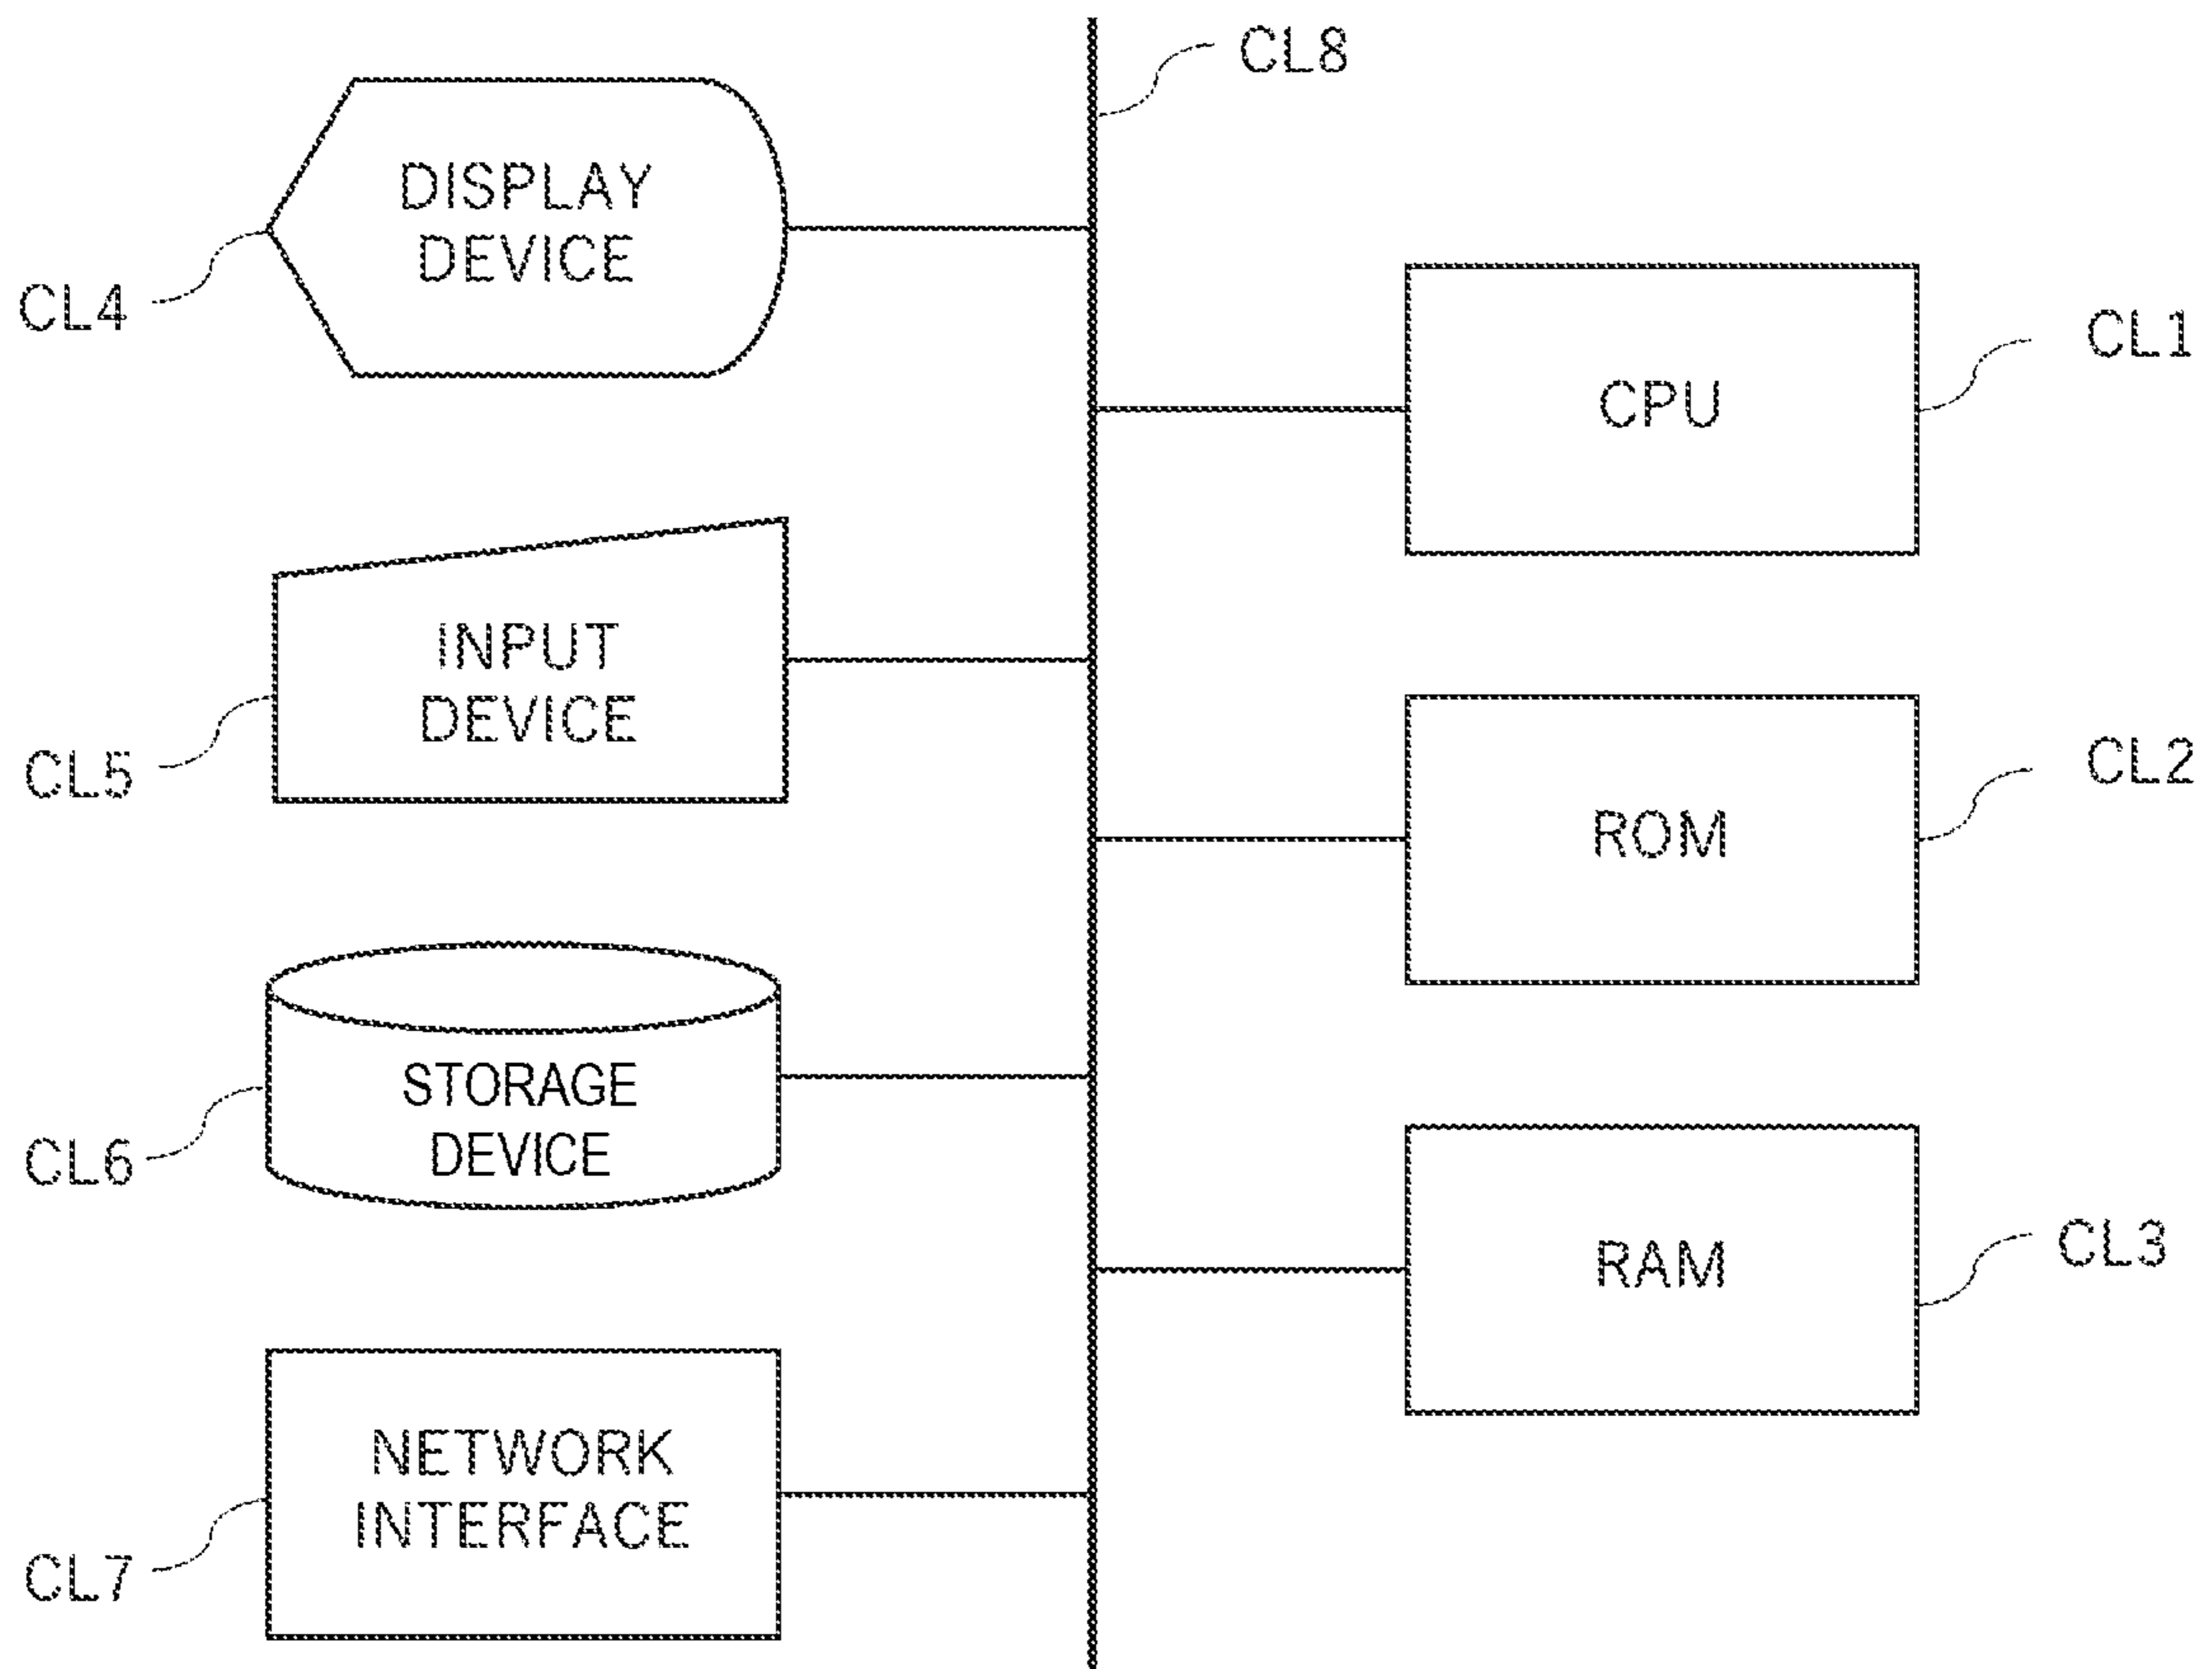 CL8
DISPLAY
DEVICE
CL4
CL1
CPU
INPUT
DEVICE
CL5
CL2
ROM
STORAGE
DEVICE
CL6
CL3
RAM
NETWORK
INTERFACE
CL7